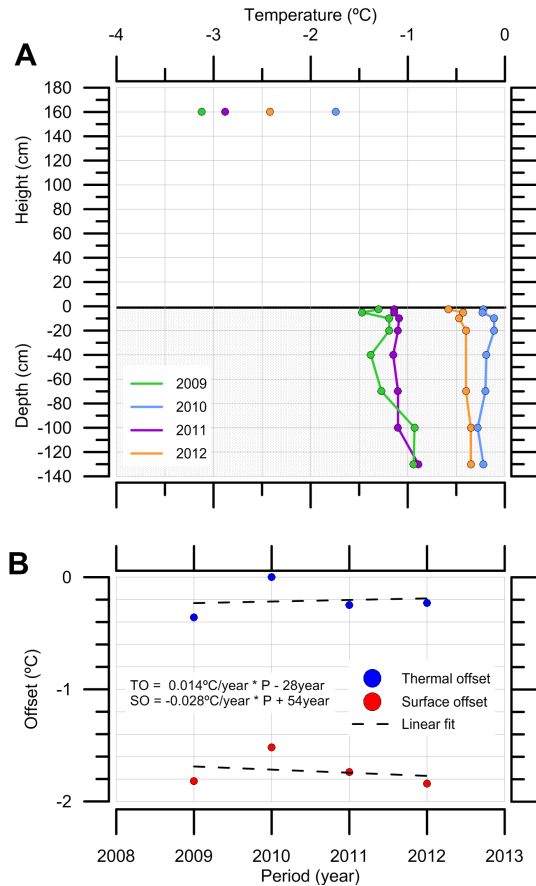 Temperature (ºC)
-4 -3 -2 -1 0
A
180
160
140
120
100
80
60
40
20
0
-20
-40
-60
-80
-100
-120
-140
Height (cm)
Depth (cm)
2009
2010
2011
2012
B
0
-1
-2
Offset (ºC)
TO = 0.014ºC/year * P - 28year
SO = -0.028ºC/year * P + 54year
Thermal offset
Surface offset
Linear fit
2008 2009 2010 2011 2012 2013
Period (year)